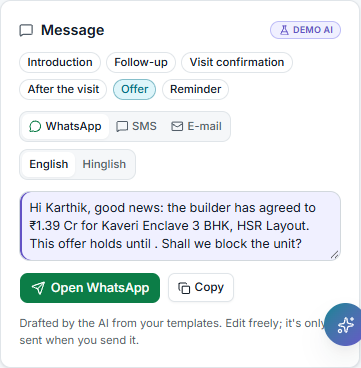 Message
DEMO AI
Introduction
Follow-up
Visit confirmation
After the visit
Offer
Reminder
WhatsApp
SMS
E-mail
English
Hinglish
Hi Karthik, good news: the builder has agreed to
₹1.39 Cr for Kaveri Enclave 3 BHK, HSR Layout.
This offer holds until . Shall we block the unit?
Open WhatsApp
Copy
Drafted by the AI from your templates. Edit freely; it's only
sent when you send it.